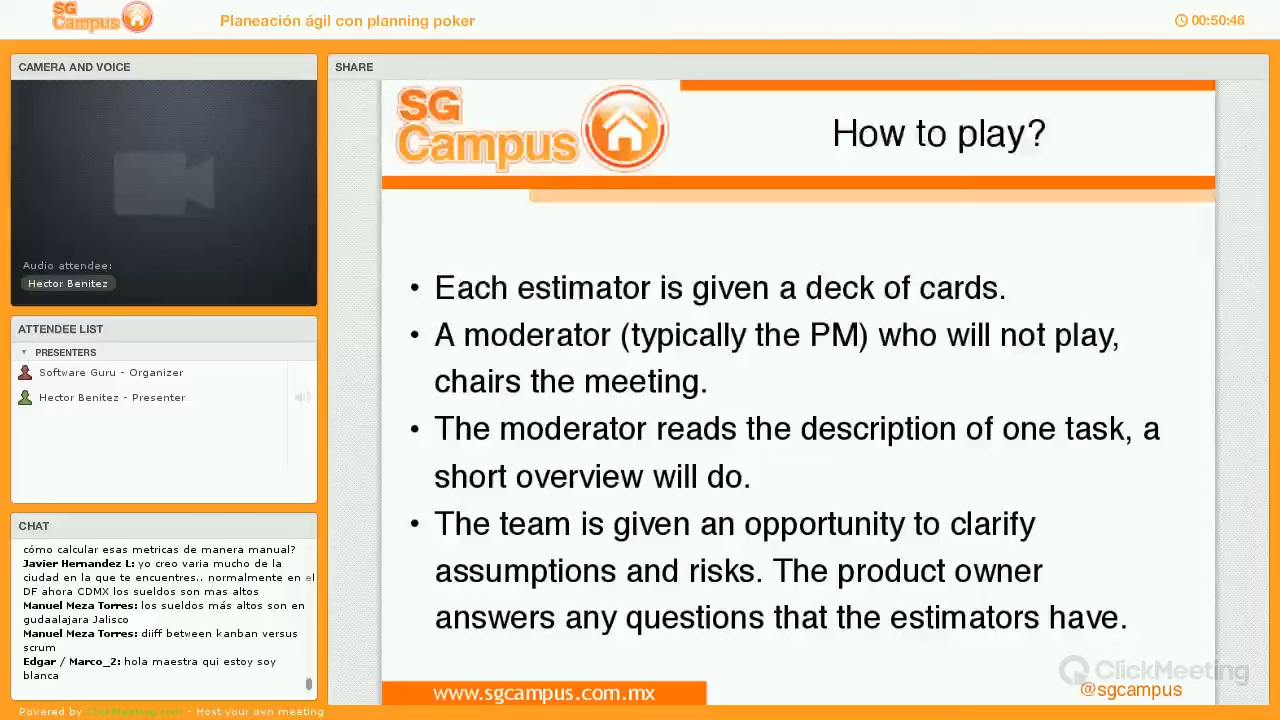 SG
Campus
Planeación ágil con planning poker
00:50:46
CAMERA AND VOICE
Audio attendee:
Hector Benitez
ATTENDEE LIST
PRESENTERS
Software Guru - Organizer
Hector Benitez - Presenter
CHAT
cómo calcular esas metricas de manera manual?
Javier Hernandez L: yo creo varia mucho de la
ciudad en la que te encuentres.. normalmente en el
DF ahora CDMX los sueldos son mas altos
Manuel Meza Torres: los sueldos más altos son en
gudaalajara Jalisco
Manuel Meza Torres: diiff between kanban versus
scrum
Edgar / Marco_2: hola maestra qui estoy soy
blanca
Powered by ClickMeeting.com - Host your own meeting
SHARE
SG
Campus
How to play?
• Each estimator is given a deck of cards.
• A moderator (typically the PM) who will not play,
chairs the meeting.
• The moderator reads the description of one task, a
short overview will do.
• The team is given an opportunity to clarify
assumptions and risks. The product owner
answers any questions that the estimators have.
www.sgcampus.com.mx
ClickMeeting
@sgcampus